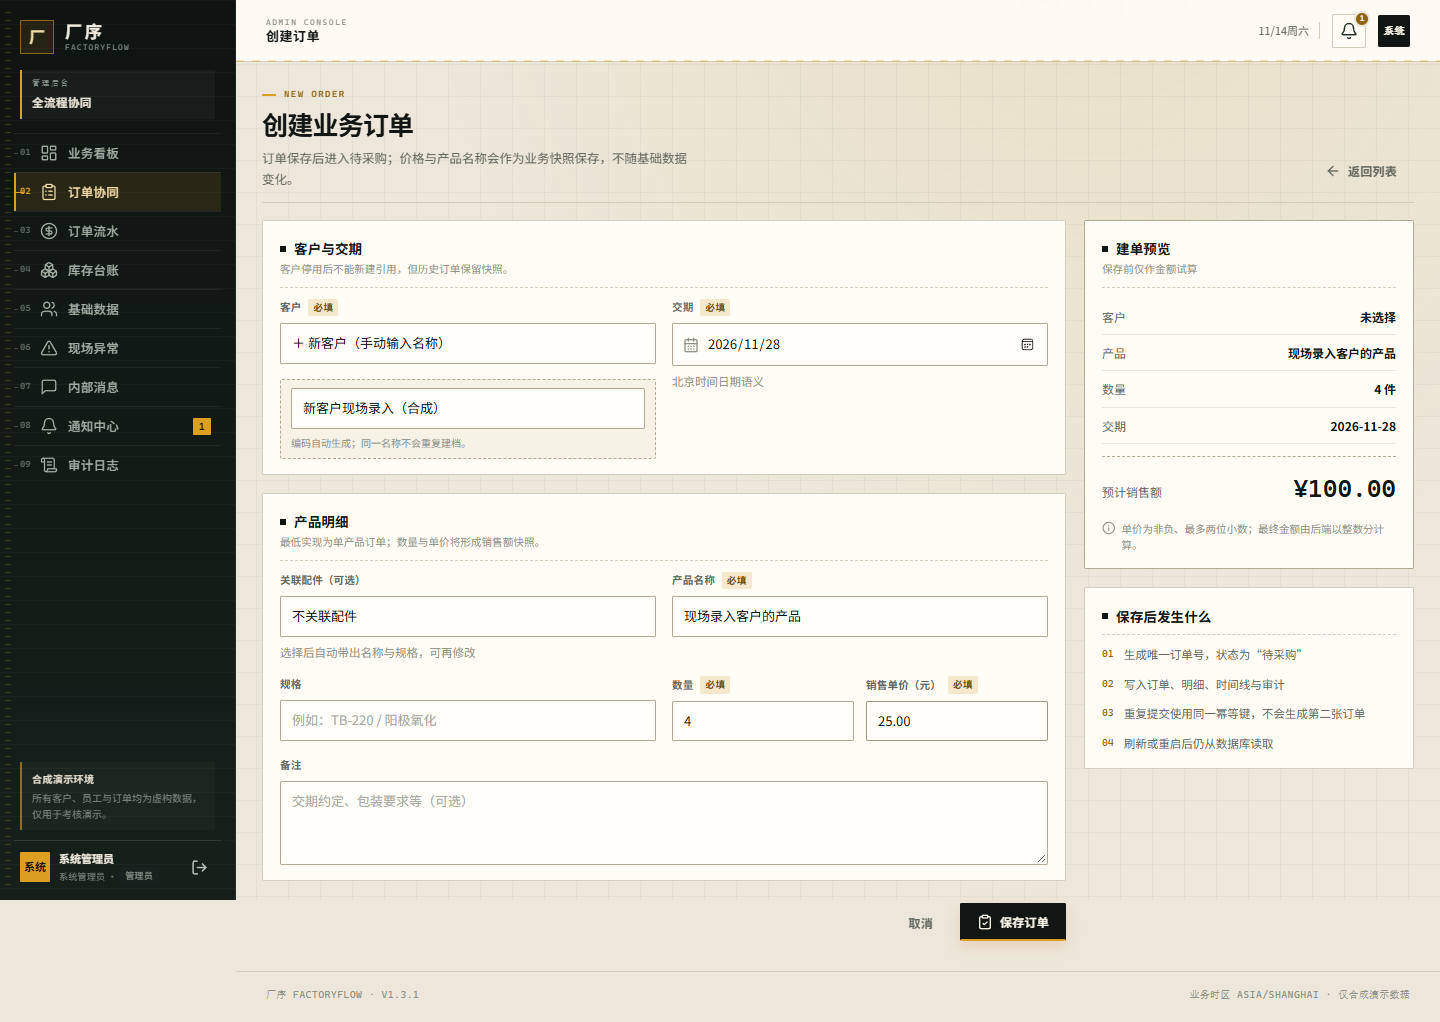 厂
厂序
FACTORYFLOW
管理后台
全流程协同
01 业务看板
02 订单协同
03 订单流水
04 库存台账
05 基础数据
06 现场异常
07 内部消息
08 通知中心 1
09 审计日志
合成演示环境
所有客户、员工与订单均为虚构数据，
仅用于考核演示。
系统
系统管理员
系统管理员 · 管理员
ADMIN CONSOLE
创建订单
11/14周六
1
系统
NEW ORDER
创建业务订单
订单保存后进入待采购；价格与产品名称会作为业务快照保存，不随基础数据
变化。
返回列表
客户与交期
客户停用后不能新建引用，但历史订单保留快照。
客户 必填
＋ 新客户（手动输入名称）
新客户现场录入（合成）
编码自动生成；同一名称不会重复建档。
交期 必填
2026/11/28
北京时间日期语义
产品明细
最低实现为单产品订单；数量与单价将形成销售额快照。
关联配件（可选）
不关联配件
选择后自动带出名称与规格，可再修改
产品名称 必填
现场录入客户的产品
规格
例如：TB-220 / 阳极氧化
数量 必填
4
销售单价（元） 必填
25.00
备注
交期约定、包装要求等（可选）
取消
保存订单
建单预览
保存前仅作金额试算
客户 未选择
产品 现场录入客户的产品
数量 4 件
交期 2026-11-28
预计销售额 ¥100.00
单价为非负、最多两位小数；最终金额由后端以整数分计
算。
保存后发生什么
01 生成唯一订单号，状态为“待采购”
02 写入订单、明细、时间线与审计
03 重复提交使用同一幂等键，不会生成第二张订单
04 刷新或重启后仍从数据库读取
厂序 FACTORYFLOW · V1.3.1
业务时区 ASIA/SHANGHAI · 仅合成演示数据